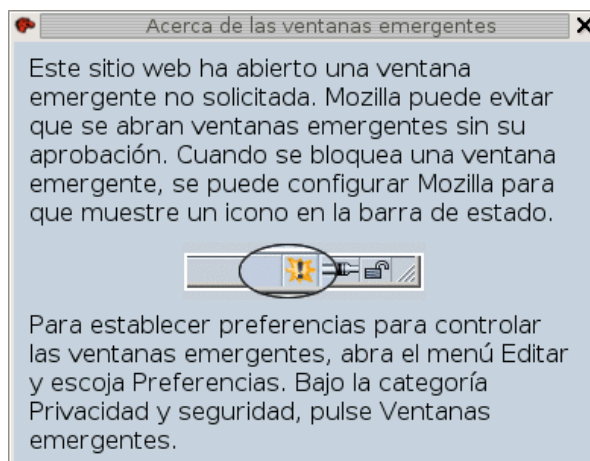 Acerca de las ventanas emergentes
Este sitio web ha abierto una ventana
emergente no solicitada. Mozilla puede evitar
que se abran ventanas emergentes sin su
aprobación. Cuando se bloquea una ventana
emergente, se puede configurar Mozilla para
que muestre un icono en la barra de estado.
Para establecer preferencias para controlar
las ventanas emergentes, abra el menú Editar
y escoja Preferencias. Bajo la categoría
Privacidad y seguridad, pulse Ventanas
emergentes.